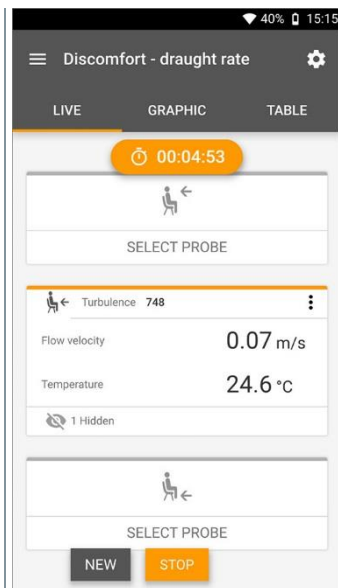 40% 15:15
Discomfort - draught rate
LIVE GRAPHIC TABLE
00:04:53
SELECT PROBE
Turbulence 748
Flow velocity 0.07 m/s
Temperature 24.6 °C
1 Hidden
SELECT PROBE
NEW STOP